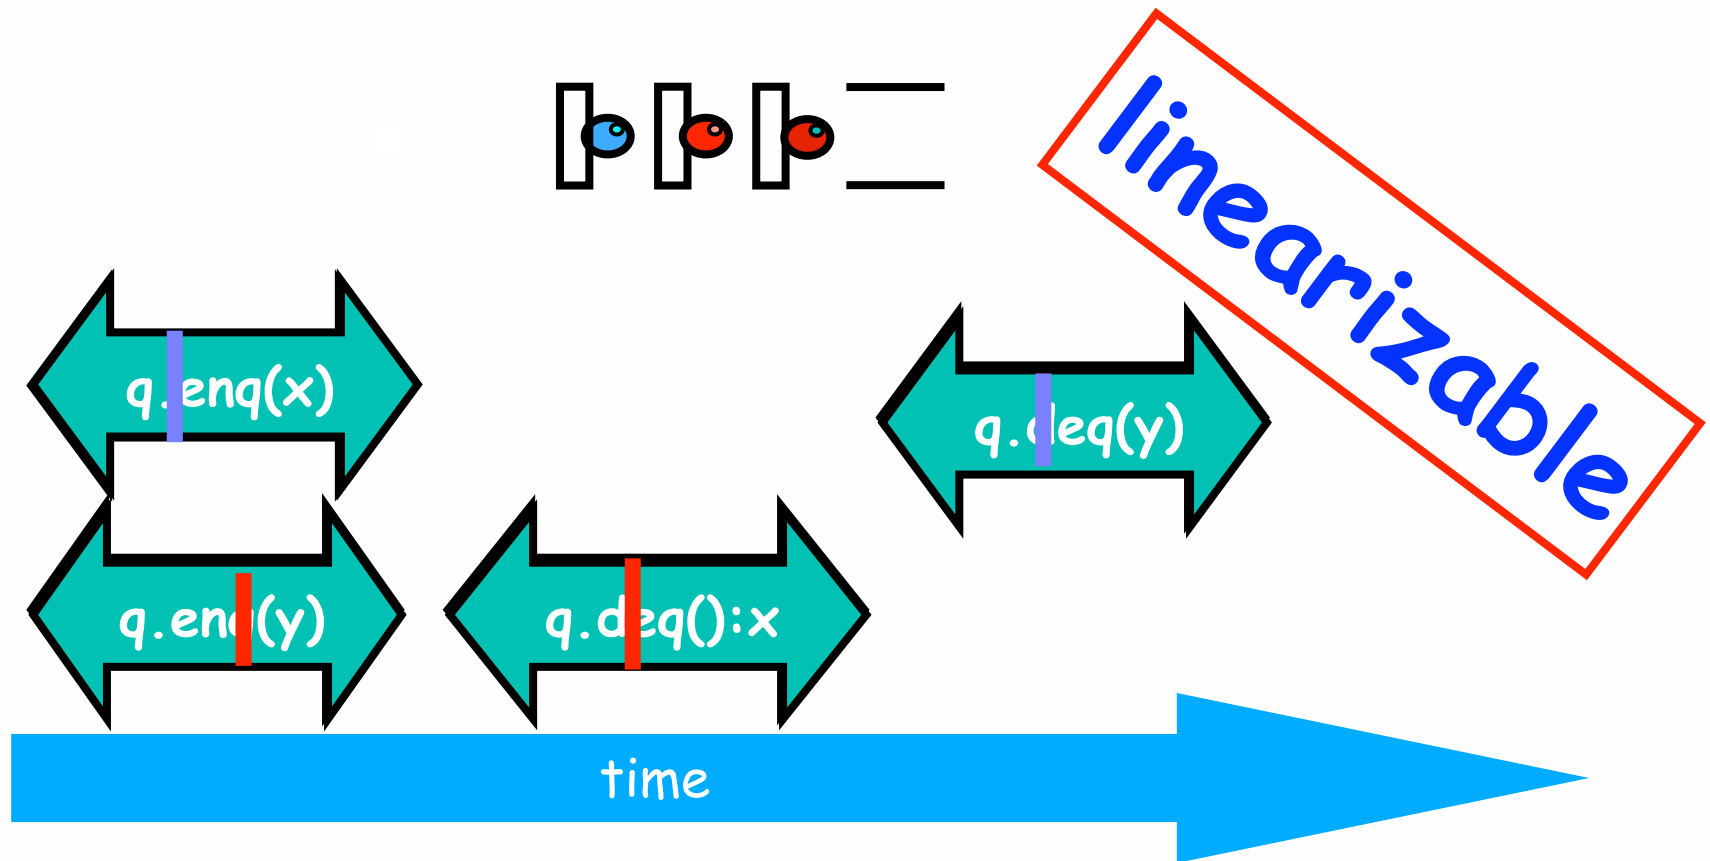 linearizable
q.enq(x)
q.deq(y)
q.enq(y)
q.deq():x
time